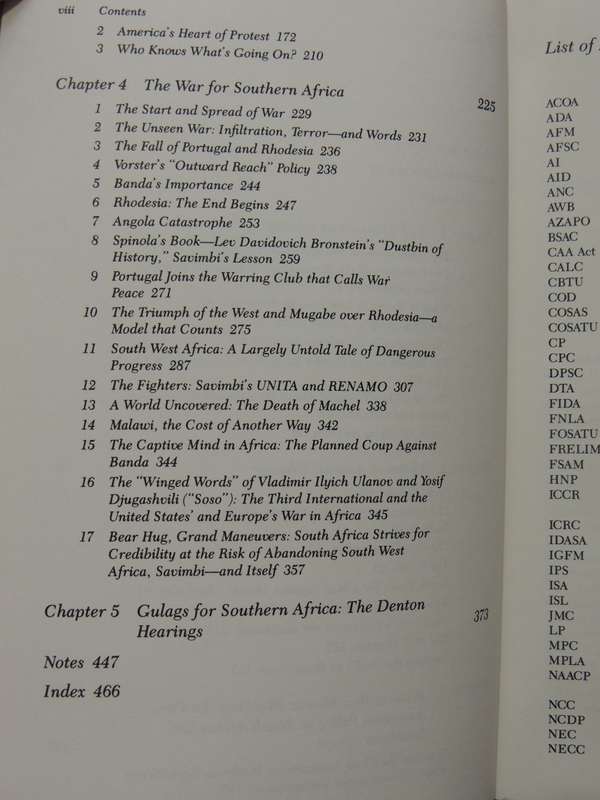 viii Contents
2 America's Heart of Protest 172
3 Who Knows What's Going On? 210
Chapter 4 The War for Southern Africa 225
1 The Start and Spread of War 229
2 The Unseen War: Infiltration, Terror—and Words 231
3 The Fall of Portugal and Rhodesia 236
4 Vorster's "Outward Reach" Policy 238
5 Banda's Importance 244
6 Rhodesia: The End Begins 247
7 Angola Catastrophe 253
8 Spinola's Book—Lev Davidovich Bronstein's "Dustbin of
History," Savimbi's Lesson 259
9 Portugal Joins the Warring Club that Calls War
Peace 271
10 The Triumph of the West and Mugabe over Rhodesia—a
Model that Counts 275
11 South West Africa: A Largely Untold Tale of Dangerous
Progress 287
12 The Fighters: Savimbi's UNITA and RENAMO 307
13 A World Uncovered: The Death of Machel 338
14 Malawi, the Cost of Another Way 342
15 The Captive Mind in Africa: The Planned Coup Against
Banda 344
16 The "Winged Words" of Vladimir Ilyich Ulanov and Yosif
Djugashvili ("Soso"): The Third International and the
United States' and Europe's War in Africa 345
17 Bear Hug, Grand Maneuvers: South Africa Strives for
Credibility at the Risk of Abandoning South West
Africa, Savimbi—and Itself 357
Chapter 5 Gulags for Southern Africa: The Denton 373
Hearings
Notes 447
Index 466
List of
ACOA
ADA
AFM
AFSC
AI
AID
ANC
AWB
AZAPO
BSAC
CAA Act
CALC
CBTU
COD
COSAS
COSATU
CP
CPC
DPSC
DTA
FIDA
FNLA
FOSATU
FRELIM
FSAM
HNP
ICCR
ICRC
IDASA
IGFM
IPS
ISA
ISL
JMC
LP
MPC
MPLA
NAACP
NCC
NCDP
NEC
NECC